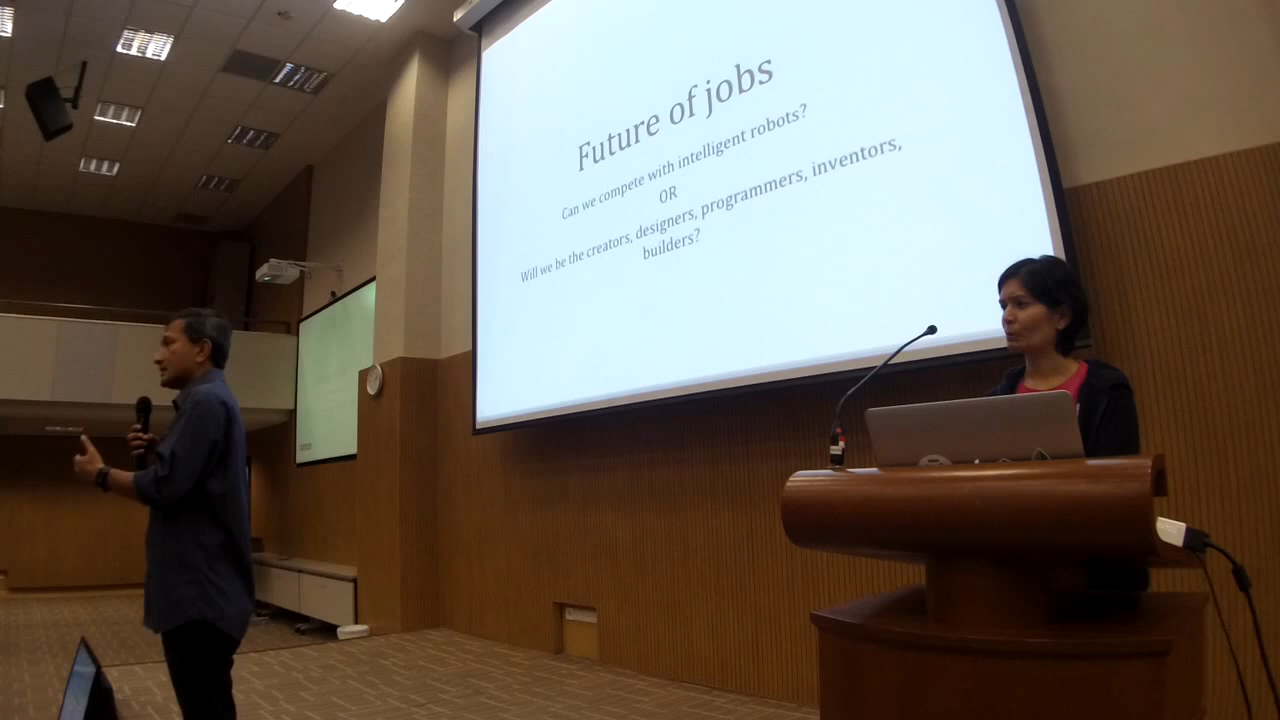 Future of jobs
Can we compete with intelligent robots?
OR
Will we be the creators, designers, programmers, inventors,
builders?